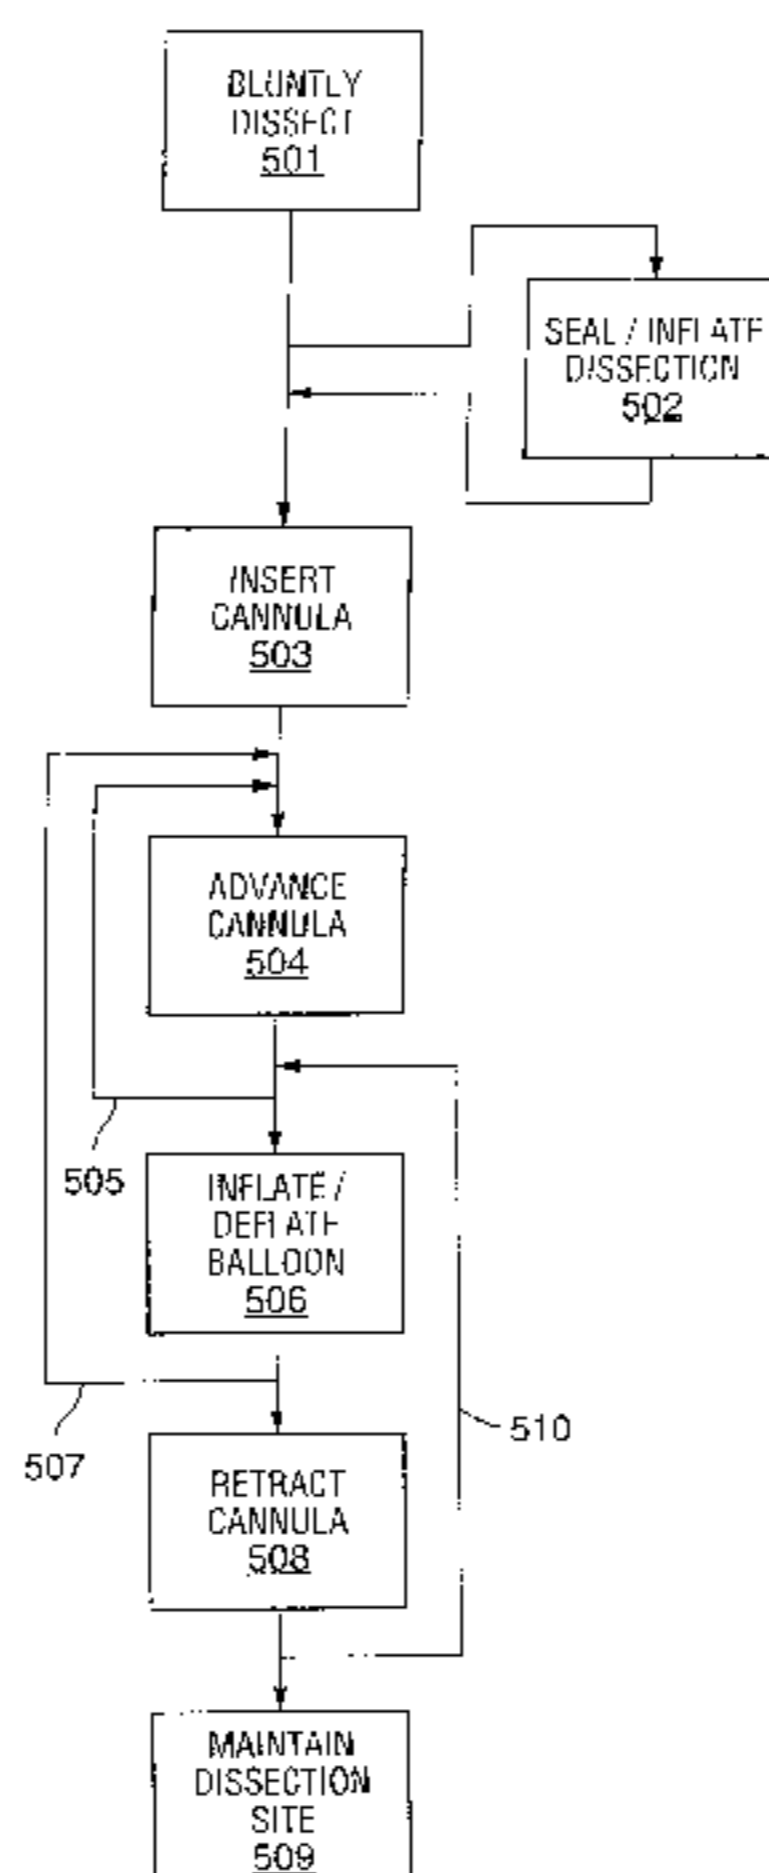 BLUNTLY
DISSECT
501
SEAL / INFLATE
DISSECTION
502
INSERT
CANNULA
503
ADVANCE
CANNULA
504
505
INFLATE /
DEFLATE
BALLOON
506
507
510
RETRACT
CANNULA
508
MAINTAIN
DISSECTION
SITE
509